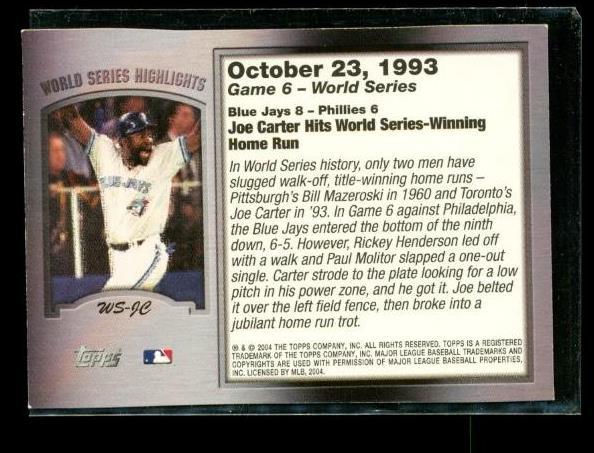 WORLD SERIES HIGHLIGHTS
BLUE JAYS
WS-JC
Topps
October 23, 1993
Game 6 – World Series
Blue Jays 8 – Phillies 6
Joe Carter Hits World Series-Winning
Home Run
In World Series history, only two men have
slugged walk-off, title-winning home runs –
Pittsburgh's Bill Mazeroski in 1960 and Toronto's
Joe Carter in '93. In Game 6 against Philadelphia,
the Blue Jays entered the bottom of the ninth
down, 6-5. However, Rickey Henderson led off
with a walk and Paul Molitor slapped a one-out
single. Carter strode to the plate looking for a low
pitch in his power zone, and he got it. Joe belted
it over the left field fence, then broke into a
jubilant home run trot.
® & © 2004 THE TOPPS COMPANY, INC. ALL RIGHTS RESERVED. TOPPS IS A REGISTERED
TRADEMARK OF THE TOPPS COMPANY, INC. MAJOR LEAGUE BASEBALL TRADEMARKS AND
COPYRIGHTS ARE USED WITH PERMISSION OF MAJOR LEAGUE BASEBALL PROPERTIES,
INC. LICENSED BY MLB, 2004.